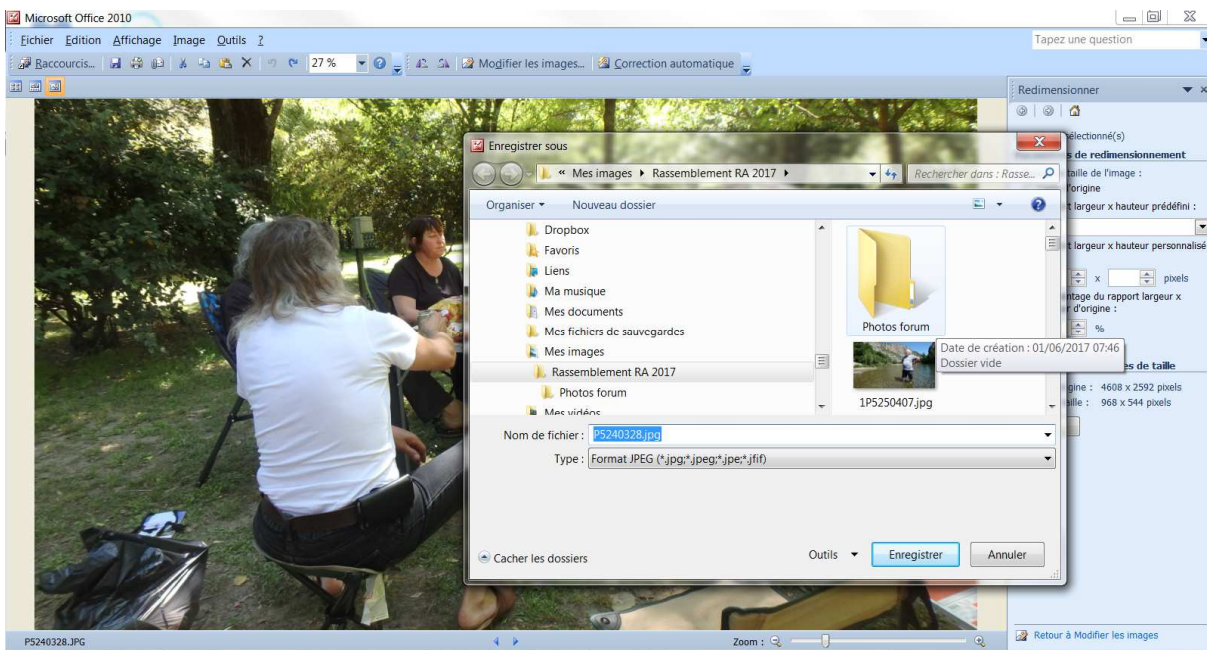 Microsoft Office 2010
Fichier Edition Affichage Image Outils ?
Tapez une question
Raccourcis... 27 % Modifier les images... Correction automatique
Redimensionner
Enregistrer sous
électionné(s)
s de redimensionnement
« Mes images Rassemblement RA 2017
Rechercher dans : Rasse...
taille de l'image :
'origine
Organiser Nouveau dossier
t largeur x hauteur prédéfini :
Dropbox
Favoris
t largeur x hauteur personnalisé
Liens
x pixels
Ma musique
ntage du rapport largeur x
Mes documents
r d'origine :
Photos forum
Mes fichiers de sauvegardes
%
Mes images
Date de création : 01/06/2017 07:46
Dossier vide
es de taille
Rassemblement RA 2017
gine : 4608 x 2592 pixels
Photos forum
1P5250407.jpg
aille : 968 x 544 pixels
Mes vidéos
Nom de fichier : P5240328.jpg
Type : Format JPEG (*.jpg;*.jpeg;*.jpe;*.jfif)
Cacher les dossiers
Outils Enregistrer Annuler
P5240328.JPG
Zoom :
Retour à Modifier les images